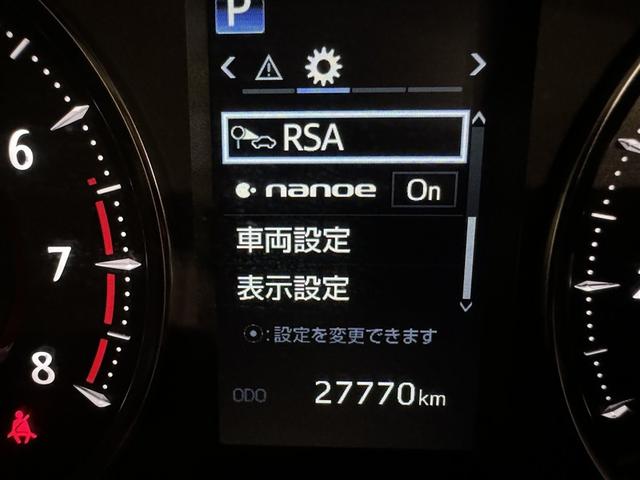 P
RSA
nanoe On
車両設定
表示設定
:設定を変更できます
ODO 27770km
6
7
8